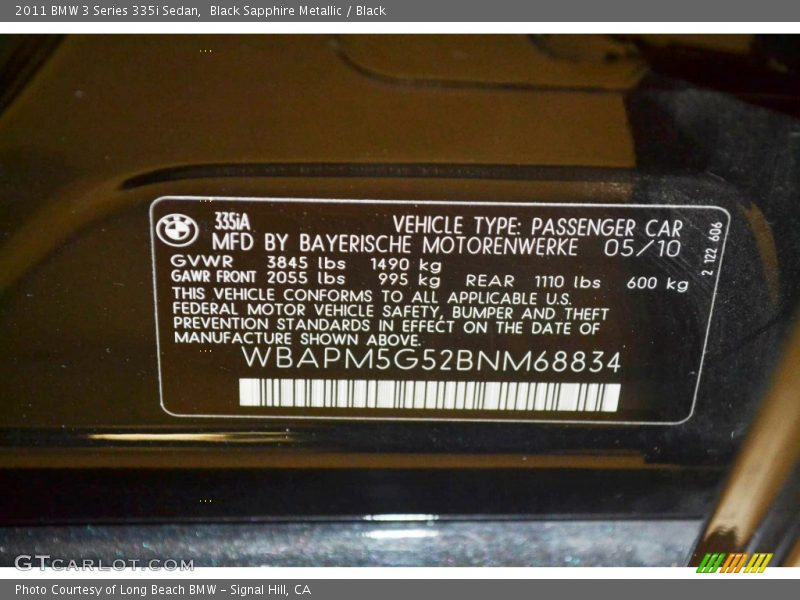 2011 BMW 3 Series 335i Sedan,  Black Sapphire Metallic / Black
335iA
VEHICLE TYPE: PASSENGER CAR
MFD BY BAYERISCHE MOTORENWERKE 05/10
GVWR 3845 lbs 1490 kg
GAWR FRONT 2055 lbs 995 kg REAR 1110 lbs 600 kg
THIS VEHICLE CONFORMS TO ALL APPLICABLE U.S.
FEDERAL MOTOR VEHICLE SAFETY, BUMPER AND THEFT
PREVENTION STANDARDS IN EFFECT ON THE DATE OF
MANUFACTURE SHOWN ABOVE.
WBAPM5G52BNM68834
2 122 606
GTCARLOT.COM
Photo Courtesy of Long Beach BMW - Signal Hill, CA